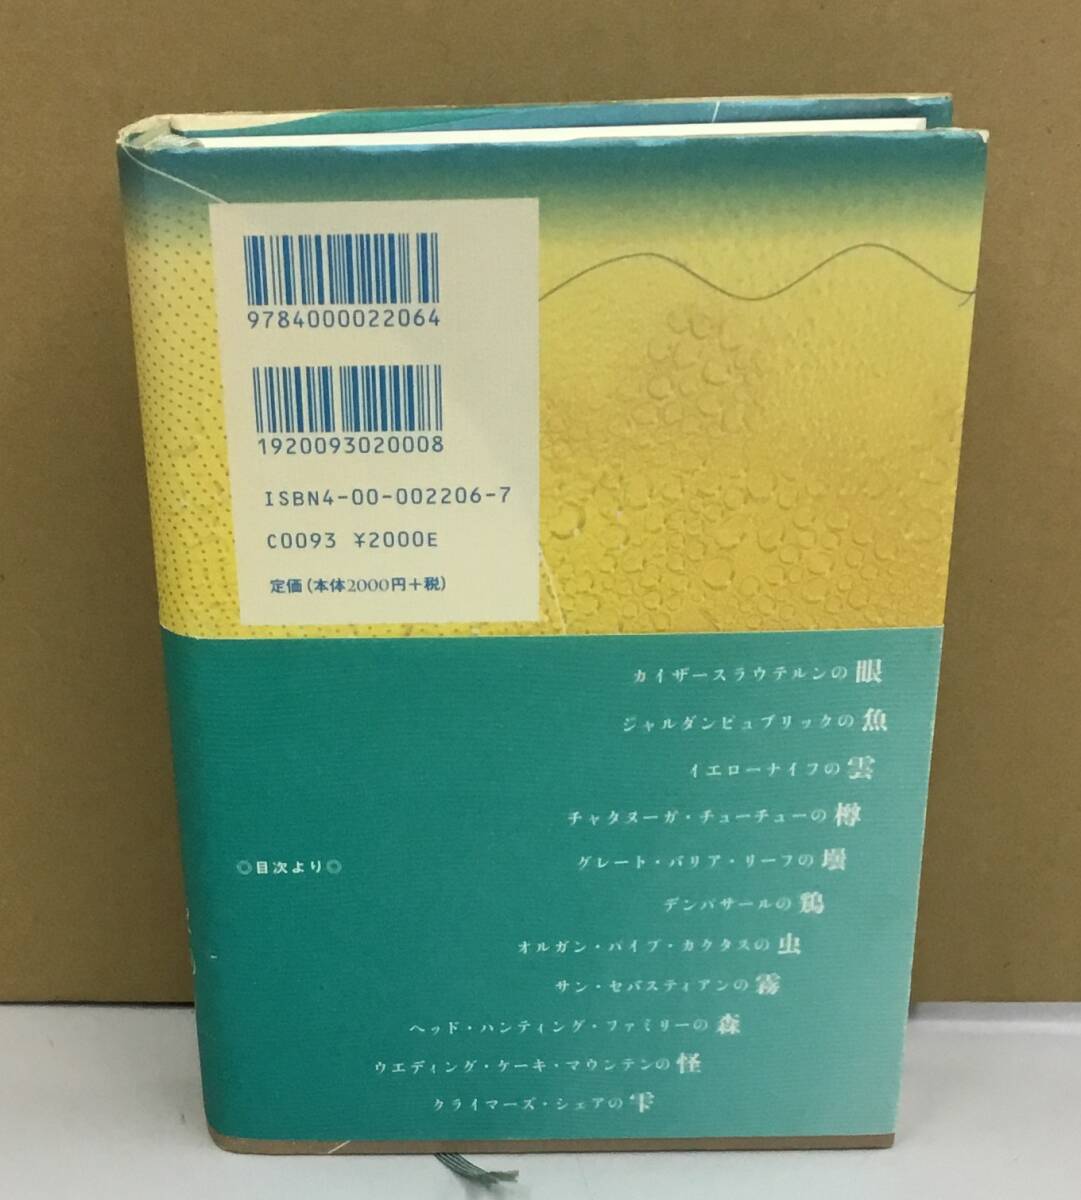 9784000022064
1920093020008
ISBN4-00-002206-7
C0093 ¥2000E
定価(本体2000円+税)
◎目次より◎
カイザースラウテルンの眼
ジャルダンピュブリックの魚
イエローナイフの雲
チャタヌーガ・チューチューの樽
グレート・バリア・リーフの壜
デンパサールの鶏
オルガン・パイプ・カクタスの虫
サン・セバスティアンの霧
ヘッド・ハンティング・ファミリーの森
ウエディング・ケーキ・マウンテンの怪
クライマーズ・シェアの雫